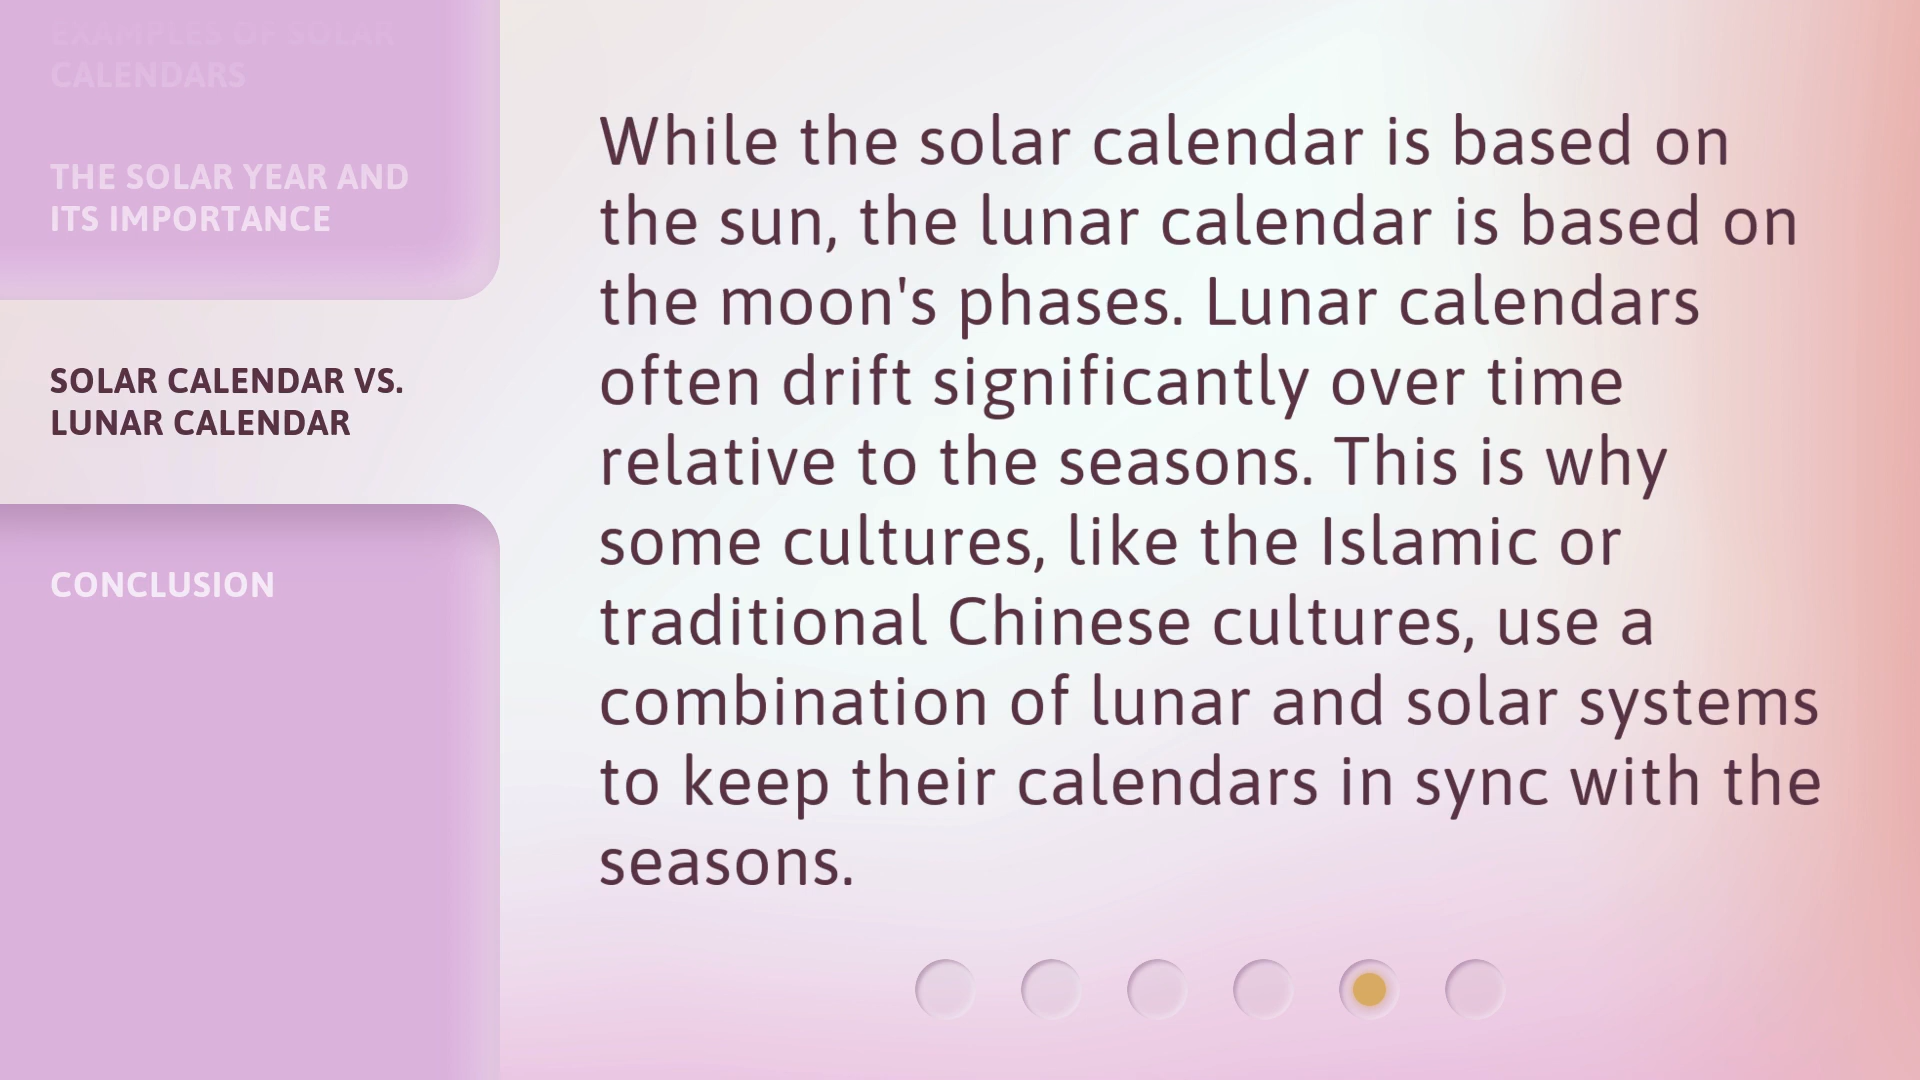 EXAMPLES OF SOLAR
CALENDARS
THE SOLAR YEAR AND
ITS IMPORTANCE
SOLAR CALENDAR VS.
LUNAR CALENDAR
CONCLUSION
While the solar calendar is based on
the sun, the lunar calendar is based on
the moon's phases. Lunar calendars
often drift significantly over time
relative to the seasons. This is why
some cultures, like the Islamic or
traditional Chinese cultures, use a
combination of lunar and solar systems
to keep their calendars in sync with the
seasons.